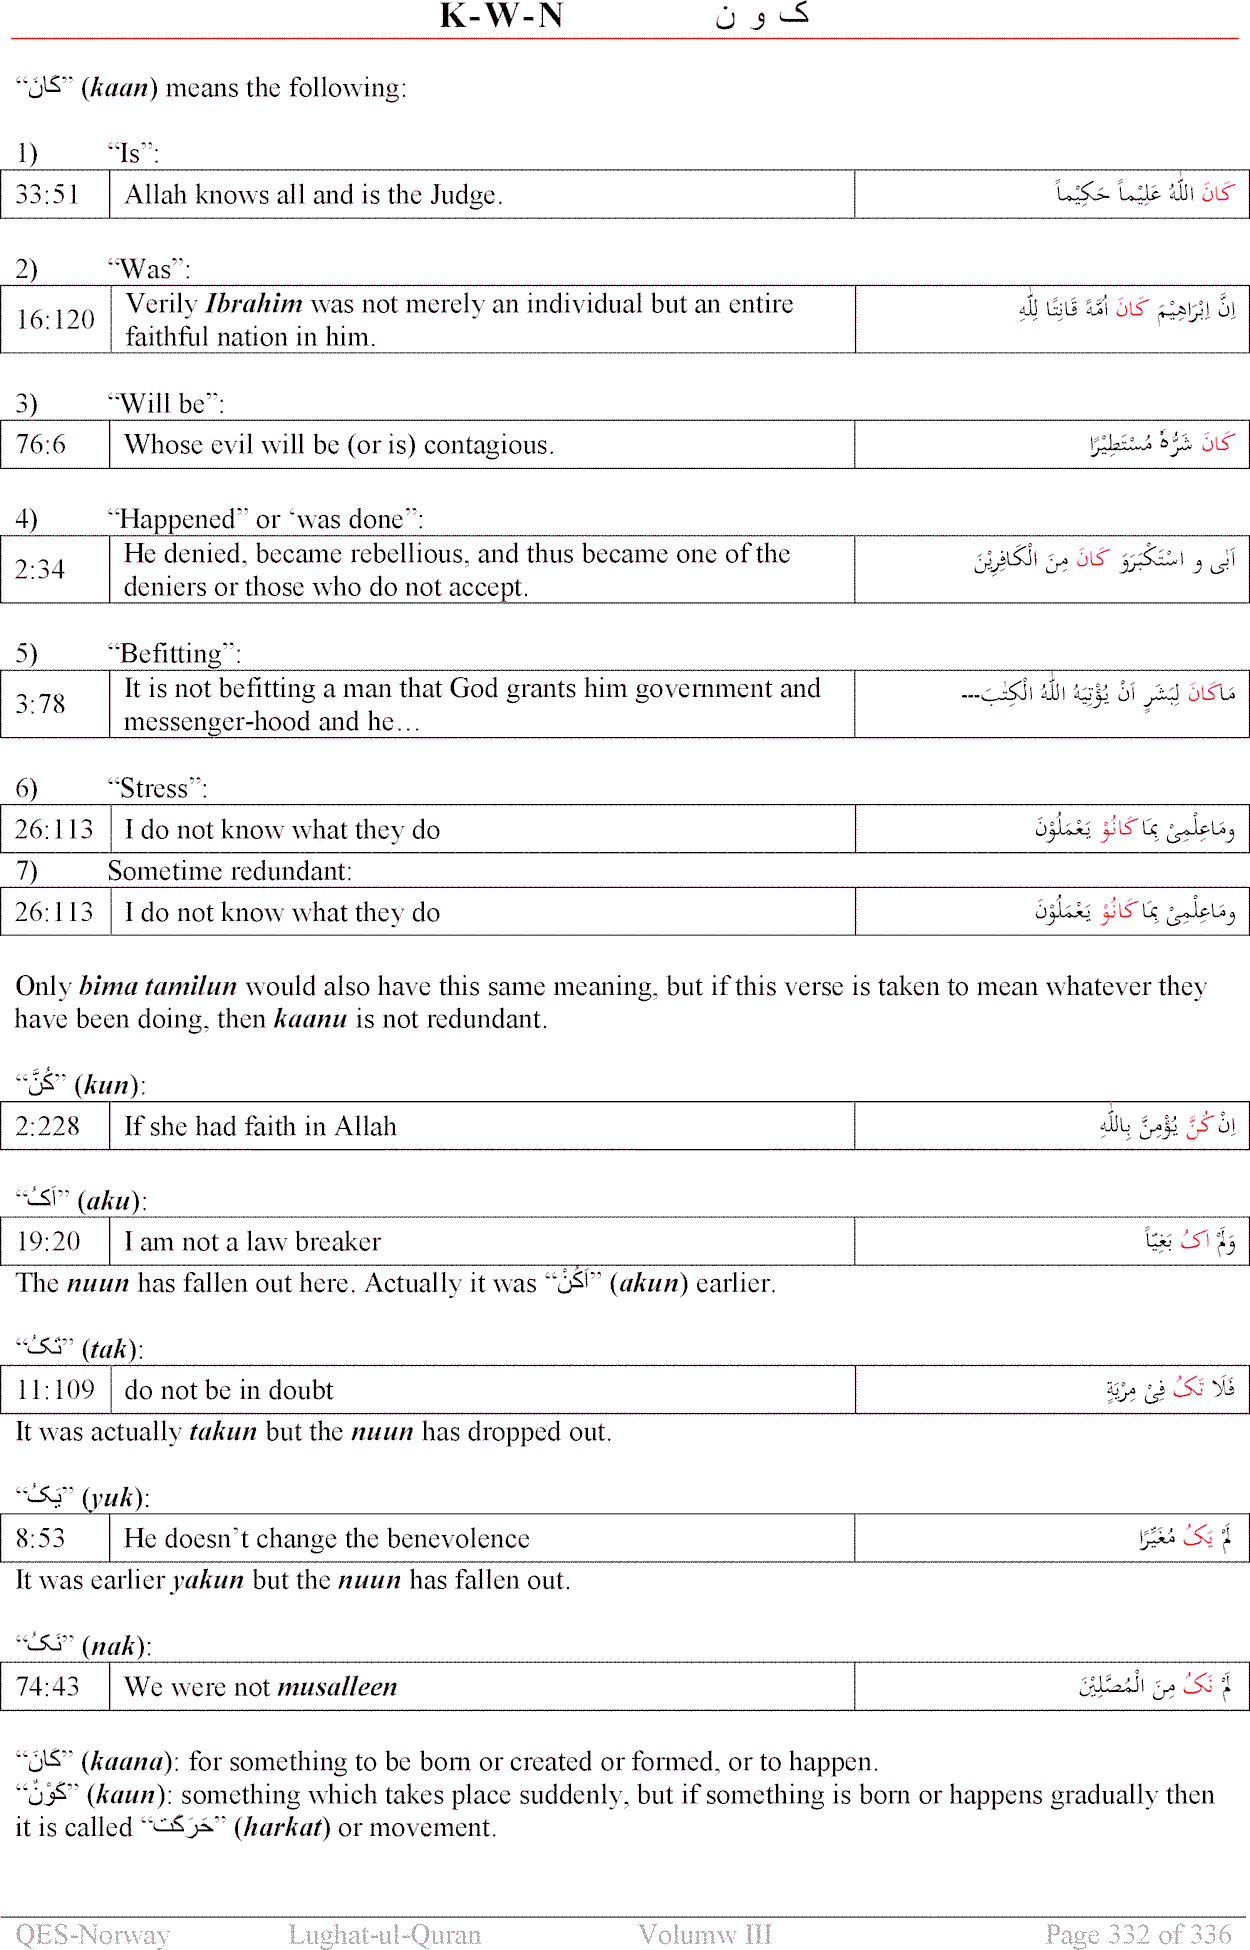 K-W-N ک و ن
“کَانَ” (kaan) means the following:
1) “Is”:
33:51 Allah knows all and is the Judge. کَانَ اللّٰہُ عَلِیْماً حَکِیْماً
2) “Was”:
16:120 Verily Ibrahim was not merely an individual but an entire اِنَّ اِبْرَاھِیْمَ کَانَ اُمَّۃً قَانِتًا لِلّٰہِ
faithful nation in him.
3) “Will be”:
76:6 Whose evil will be (or is) contagious. کَانَ شَرُّہٗ مُسْتَطِیْرًا
4) “Happened” or ‘was done”:
2:34 He denied, became rebellious, and thus became one of the اَبٰی و اسْتَکْبَرَوَ کَانَ مِنَ الْکَافِرِیْنَ
deniers or those who do not accept.
5) “Befitting”:
3:78 It is not befitting a man that God grants him government and مَاکَانَ لِبَشَرٍ اَنْ یُؤْتِیَہُ اللّٰہُ الْکِتٰبَ---
messenger-hood and he…
6) “Stress”:
26:113 I do not know what they do ومَاعِلْمِیْ بِمَا کَانُوْ یَعْمَلُوْنَ
7) Sometime redundant:
26:113 I do not know what they do ومَاعِلْمِیْ بِمَا کَانُوْ یَعْمَلُوْنَ
Only bima tamilun would also have this same meaning, but if this verse is taken to mean whatever they
have been doing, then kaanu is not redundant.
“کُنَّ” (kun):
2:228 If she had faith in Allah اِنْ کُنَّ یُؤْمِنَّ بِاللّٰہِ
“اَکُ” (aku):
19:20 I am not a law breaker وَلَمْ اَکُ بَغِیّاً
The nuun has fallen out here. Actually it was “اَکُنْ” (akun) earlier.
“تَکُ” (tak):
11:109 do not be in doubt فَلَا تَکُ فِیْ مِرْیَۃٍ
It was actually takun but the nuun has dropped out.
“یَکُ” (yuk):
8:53 He doesn’t change the benevolence لَمْ یَکُ مُغَیِّرًا
It was earlier yakun but the nuun has fallen out.
“نَکُ” (nak):
74:43 We were not musalleen لَمْ نَکُ مِنَ الْمُصَّلِیْنَ
“کَانَ” (kaana): for something to be born or created or formed, or to happen.
“کَوْنٌ” (kaun): something which takes place suddenly, but if something is born or happens gradually then
it is called “حَرَکَت” (harkat) or movement.
QES-Norway Lughat-ul-Quran Volumw III Page 332 of 336